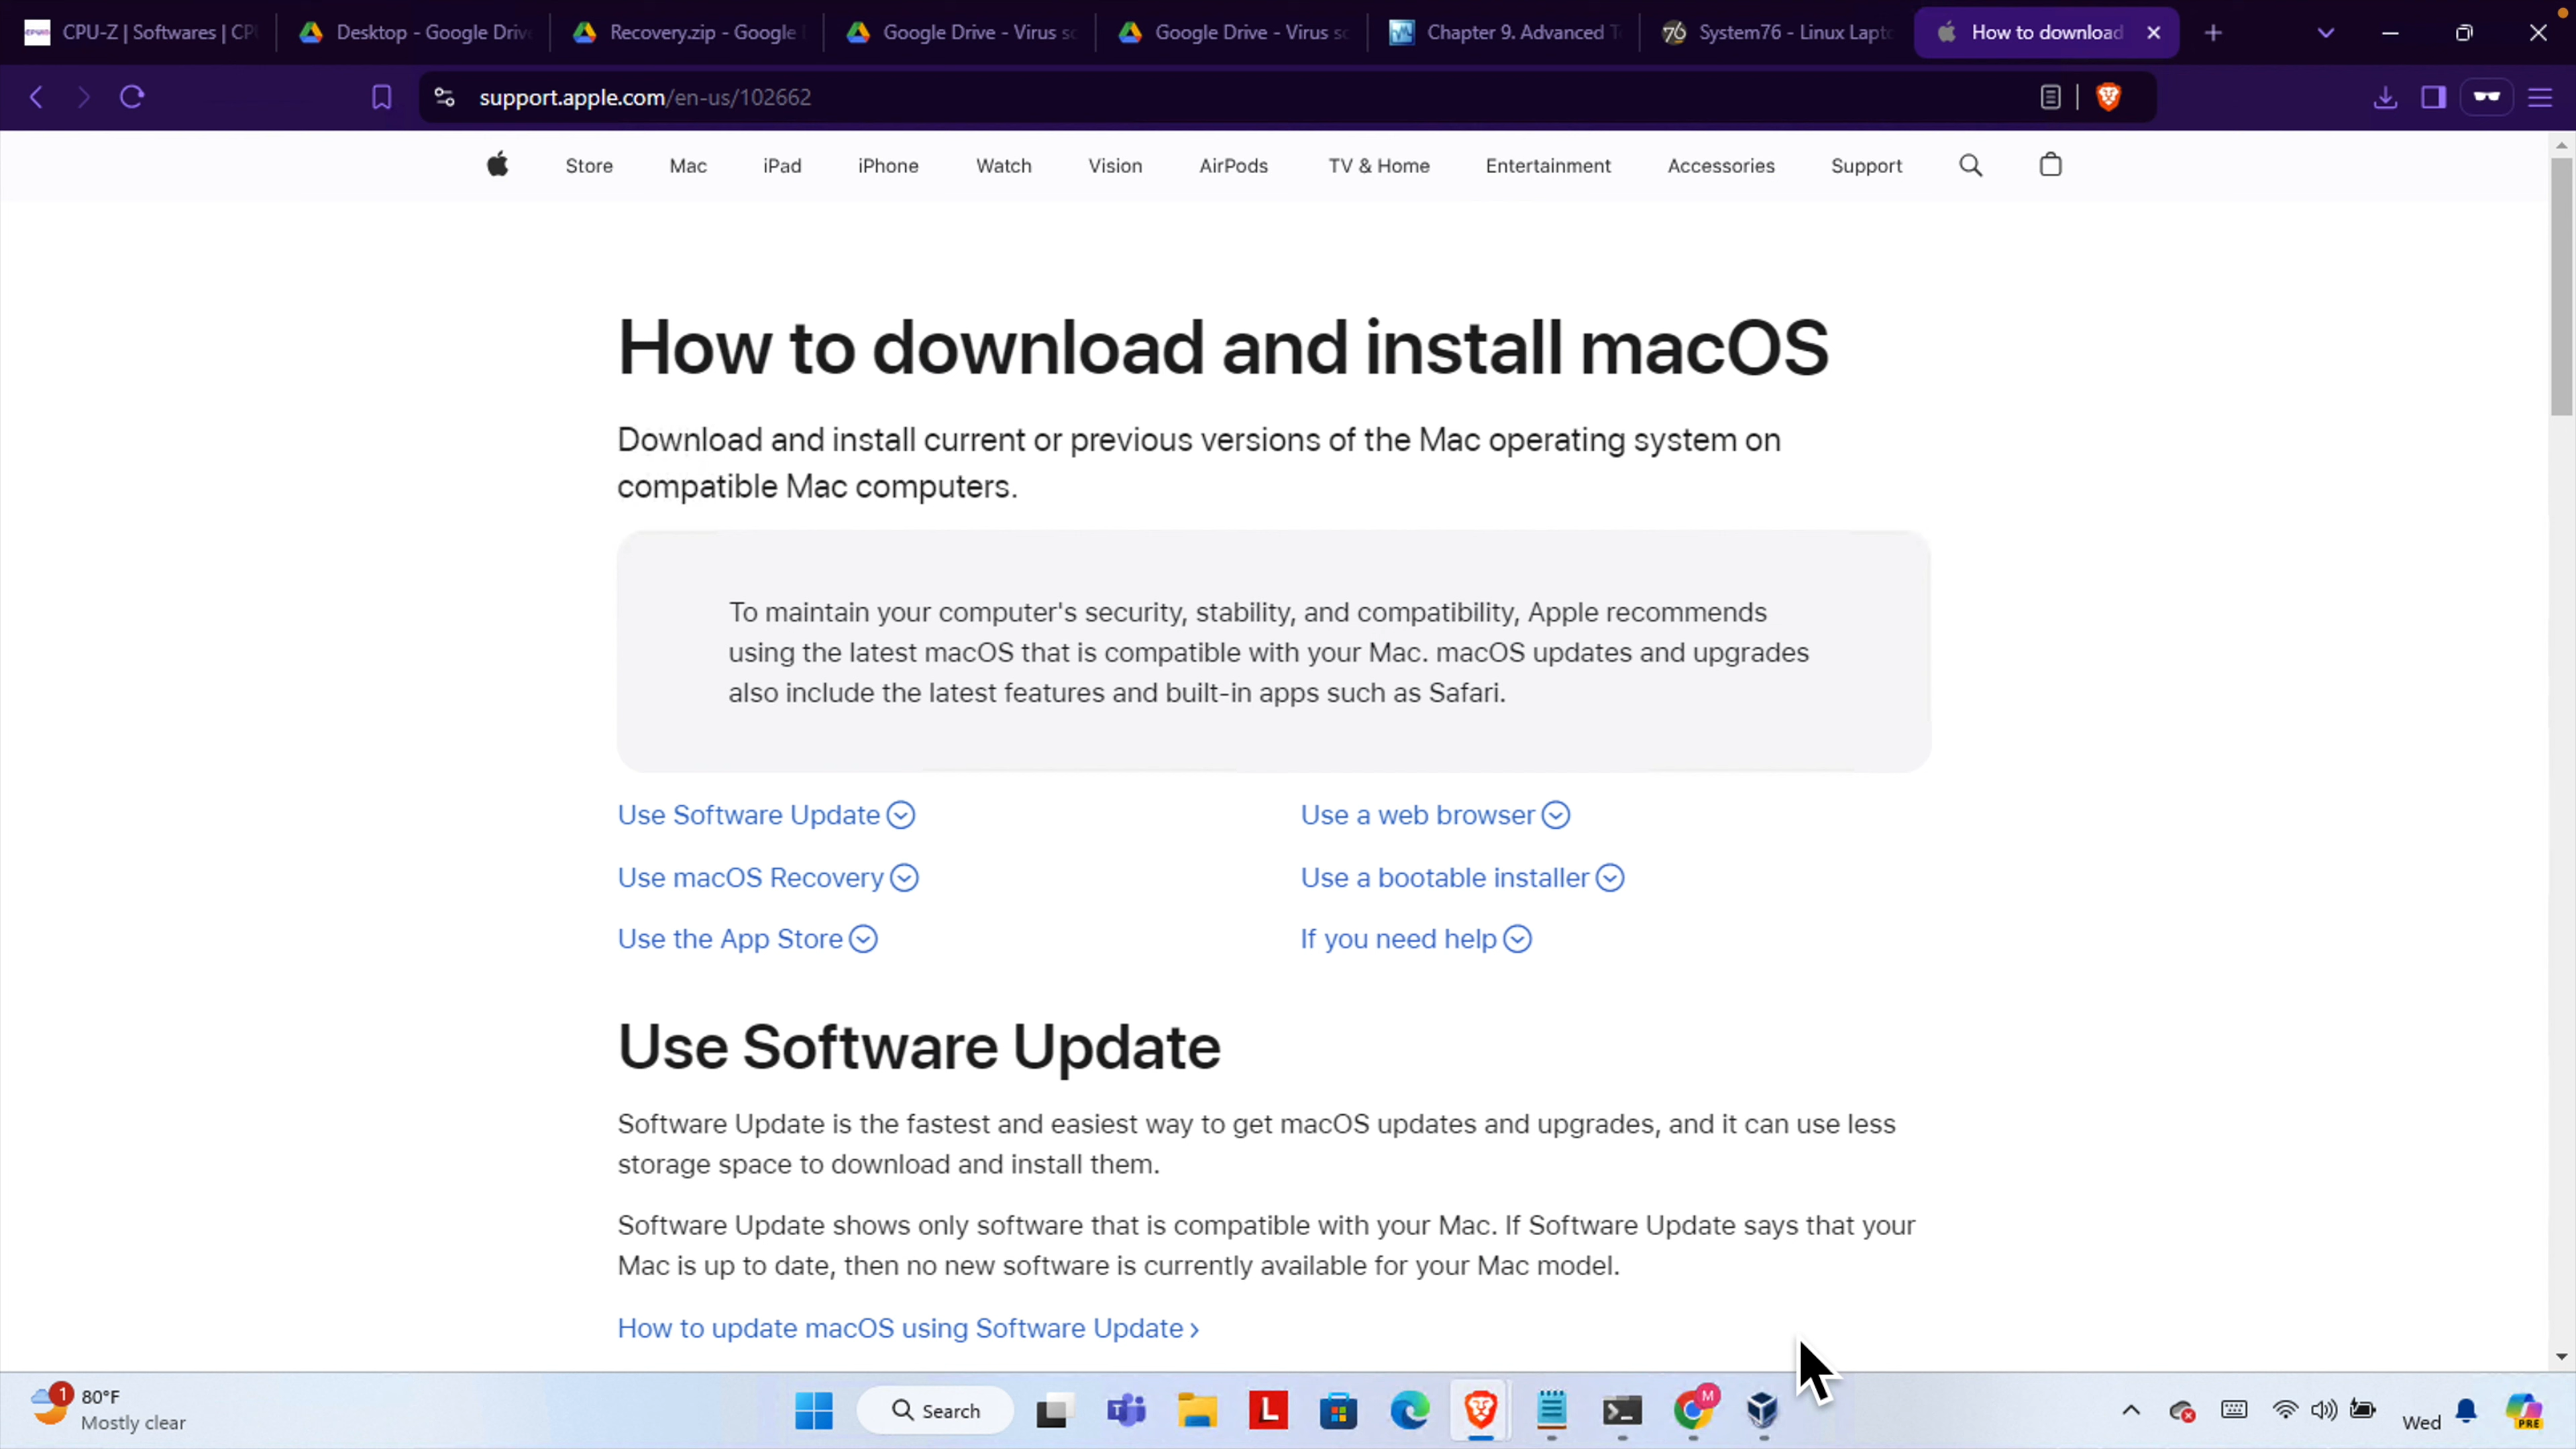 CPU-Z | Softwares | CPU
Desktop - Google Driv
Recovery.zip - Google
Google Drive - Virus sc
Google Drive - Virus sc
Chapter 9. Advanced T
76 System76 - Linux Lapto
How to download
support.apple.com/en-us/102662
Store Mac iPad iPhone Watch Vision AirPods TV & Home Entertainment Accessories Support
How to download and install macOS
Download and install current or previous versions of the Mac operating system on
compatible Mac computers.
To maintain your computer's security, stability, and compatibility, Apple recommends
using the latest macOS that is compatible with your Mac. macOS updates and upgrades
also include the latest features and built-in apps such as Safari.
Use Software Update
Use a web browser
Use macOS Recovery
Use a bootable installer
Use the App Store
If you need help
Use Software Update
Software Update is the fastest and easiest way to get macOS updates and upgrades, and it can use less
storage space to download and install them.
Software Update shows only software that is compatible with your Mac. If Software Update says that your
Mac is up to date, then no new software is currently available for your Mac model.
How to update macOS using Software Update ›
1
80°F
Mostly clear
Search
L
M
Wed
PRE